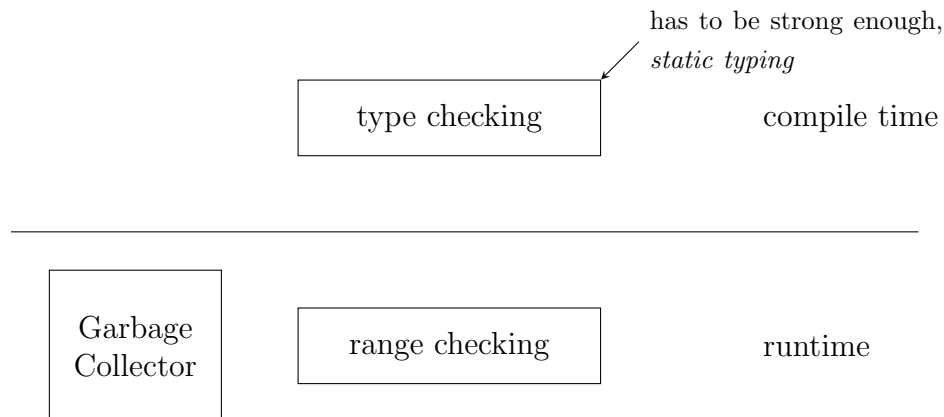 has to be strong enough,
static typing
type checking
compile time
Garbage
Collector
range checking
runtime